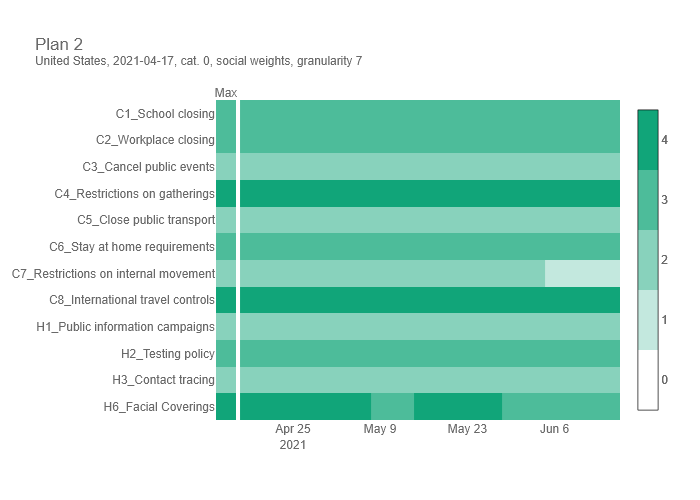 Plan 2
United States, 2021-04-17, cat. 0, social weights, granularity 7
Max
C1_School closing
C2_Workplace closing
C3_Cancel public events
C4_Restrictions on gatherings
C5_Close public transport
C6_Stay at home requirements
C7_Restrictions on internal movement
C8_International travel controls
H1_Public information campaigns
H2_Testing policy
H3_Contact tracing
H6_Facial Coverings
Apr 25 May 9 May 23 Jun 6
2021
4
3
2
1
0